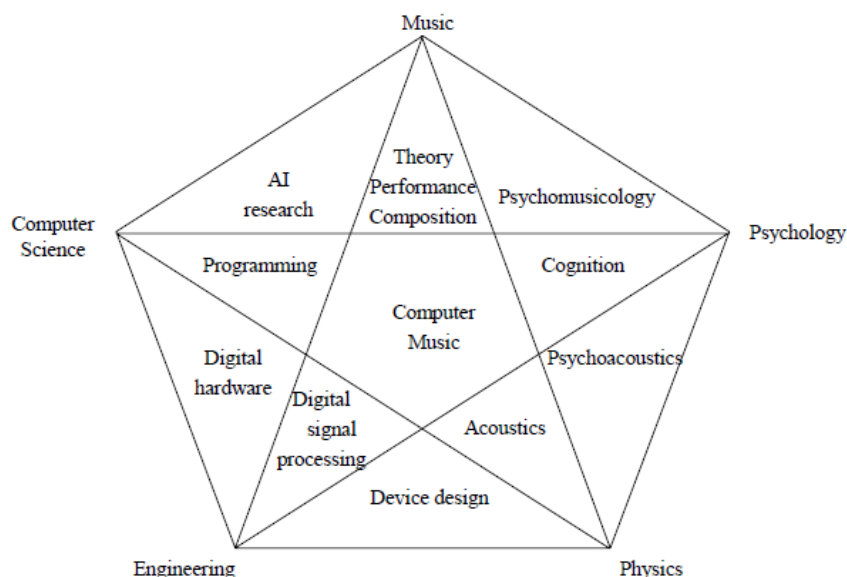 Music
Theory
Performance
Composition
AI
research
Psychomusicology
Computer
Science
Psychology
Programming
Cognition
Computer
Music
Digital
hardware
Psychoacoustics
Digital
signal
processing
Acoustics
Device design
Engineering
Physics